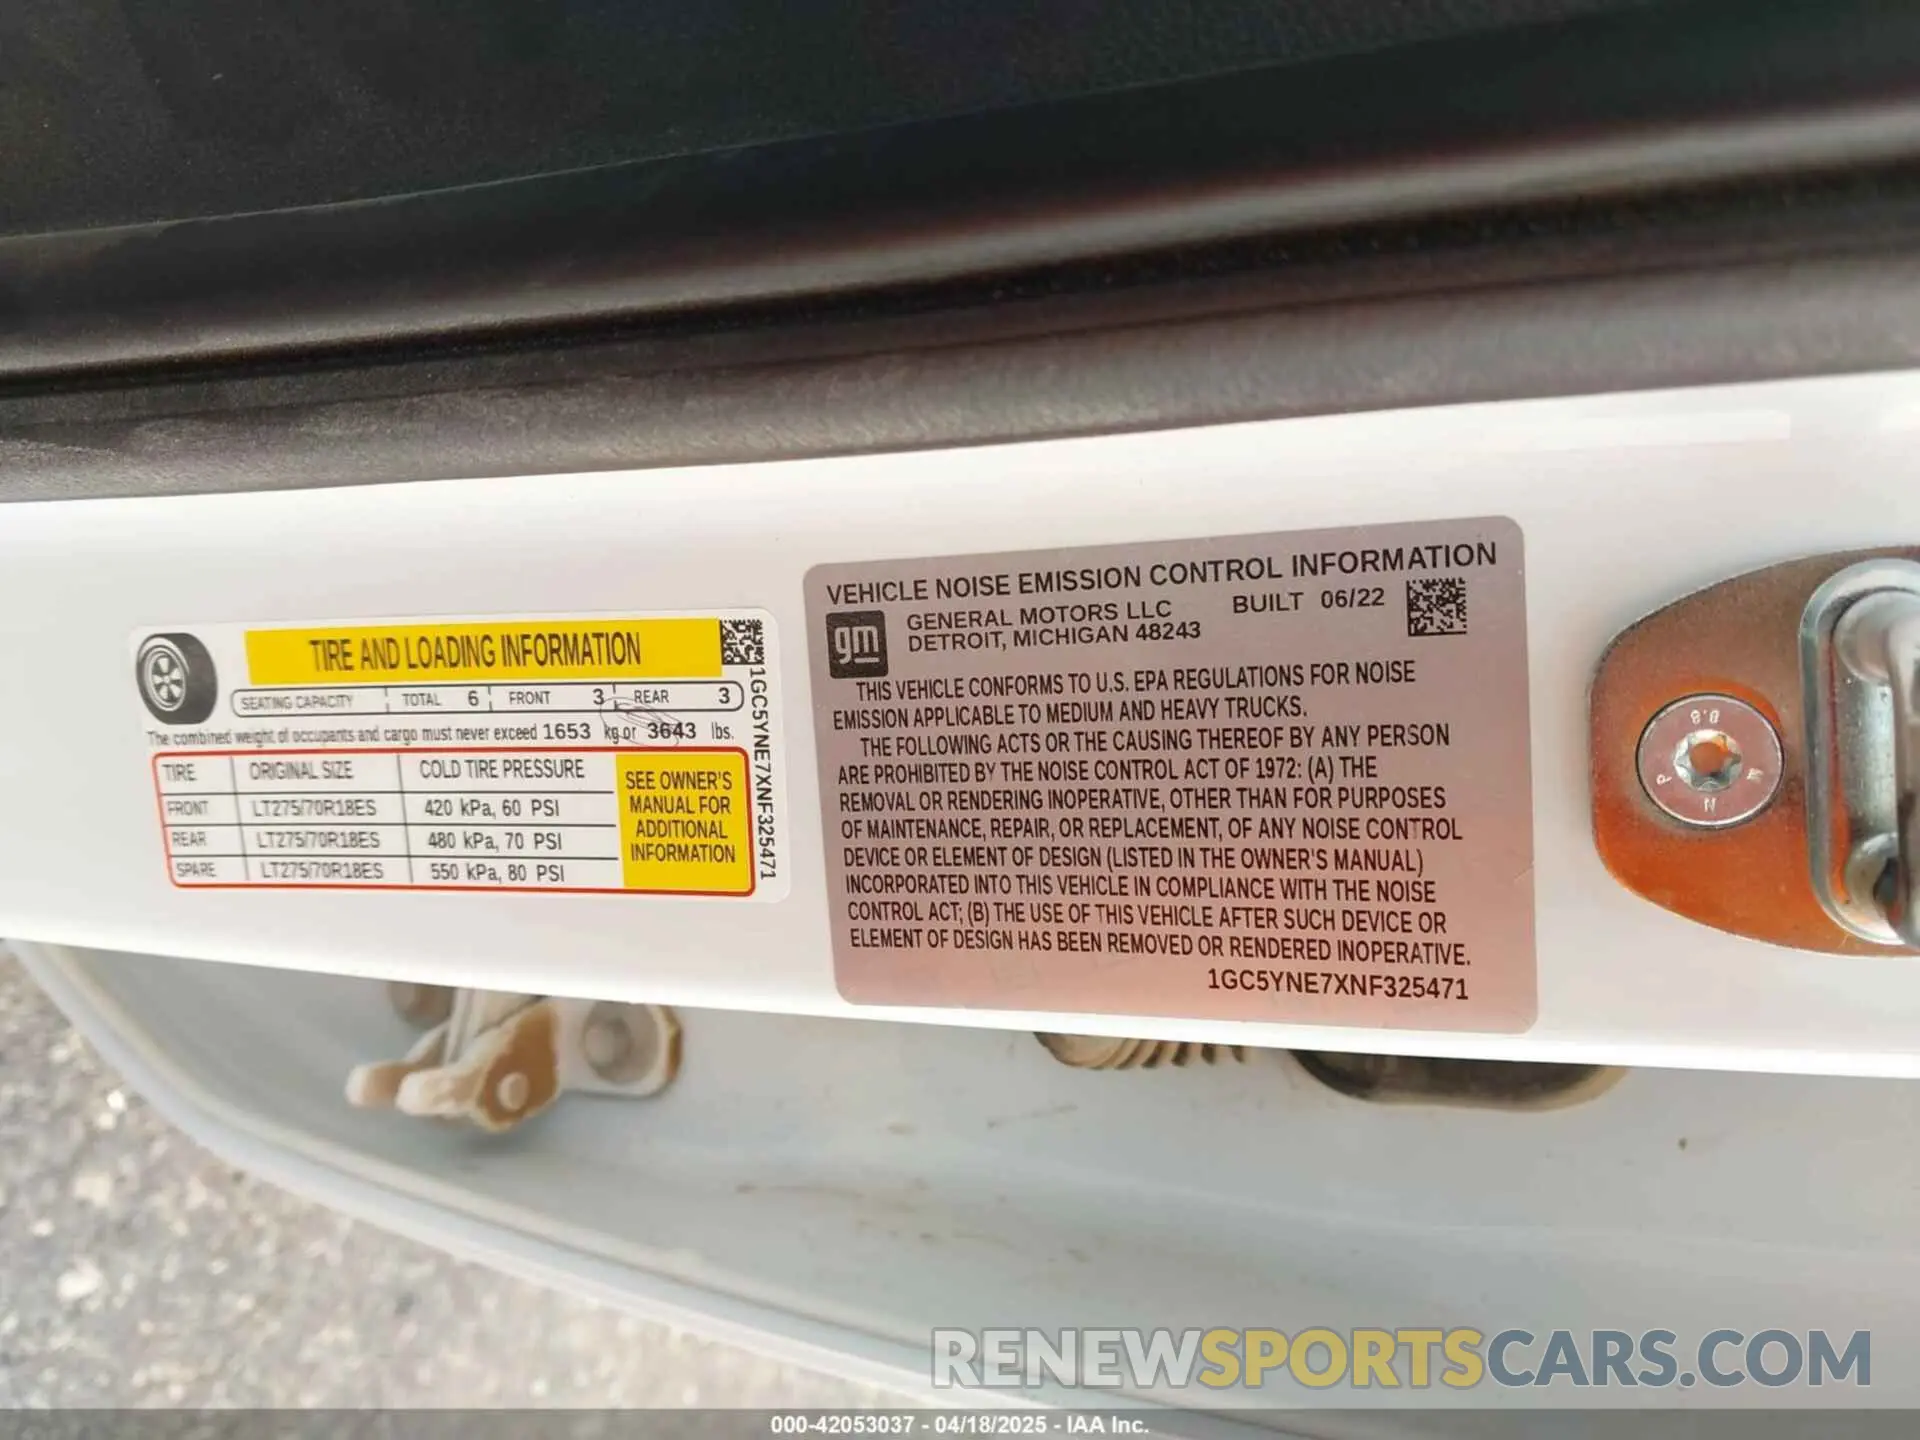 TIRE AND LOADING INFORMATION
SEATING CAPACITY TOTAL 6 FRONT 3 REAR 3
The combined weight of occupants and cargo must never exceed 1653 kg or 3643 lbs.
TIRE ORIGINAL SIZE COLD TIRE PRESSURE
FRONT LT275/70R18ES 420 kPa, 60 PSI
REAR LT275/70R18ES 480 kPa, 70 PSI
SPARE LT275/70R18ES 550 kPa, 80 PSI
SEE OWNER'S
MANUAL FOR
ADDITIONAL
INFORMATION
1GC5YNE7XNF325471
VEHICLE NOISE EMISSION CONTROL INFORMATION
gm
GENERAL MOTORS LLC BUILT 06/22
DETROIT, MICHIGAN 48243
THIS VEHICLE CONFORMS TO U.S. EPA REGULATIONS FOR NOISE
EMISSION APPLICABLE TO MEDIUM AND HEAVY TRUCKS.
THE FOLLOWING ACTS OR THE CAUSING THEREOF BY ANY PERSON
ARE PROHIBITED BY THE NOISE CONTROL ACT OF 1972: (A) THE
REMOVAL OR RENDERING INOPERATIVE, OTHER THAN FOR PURPOSES
OF MAINTENANCE, REPAIR, OR REPLACEMENT, OF ANY NOISE CONTROL
DEVICE OR ELEMENT OF DESIGN (LISTED IN THE OWNER'S MANUAL)
INCORPORATED INTO THIS VEHICLE IN COMPLIANCE WITH THE NOISE
CONTROL ACT; (B) THE USE OF THIS VEHICLE AFTER SUCH DEVICE OR
ELEMENT OF DESIGN HAS BEEN REMOVED OR RENDERED INOPERATIVE.
1GC5YNE7XNF325471
8.8
RENEWSPORTSCARS.COM
000-42053037 - 04/18/2025 - IAA Inc.